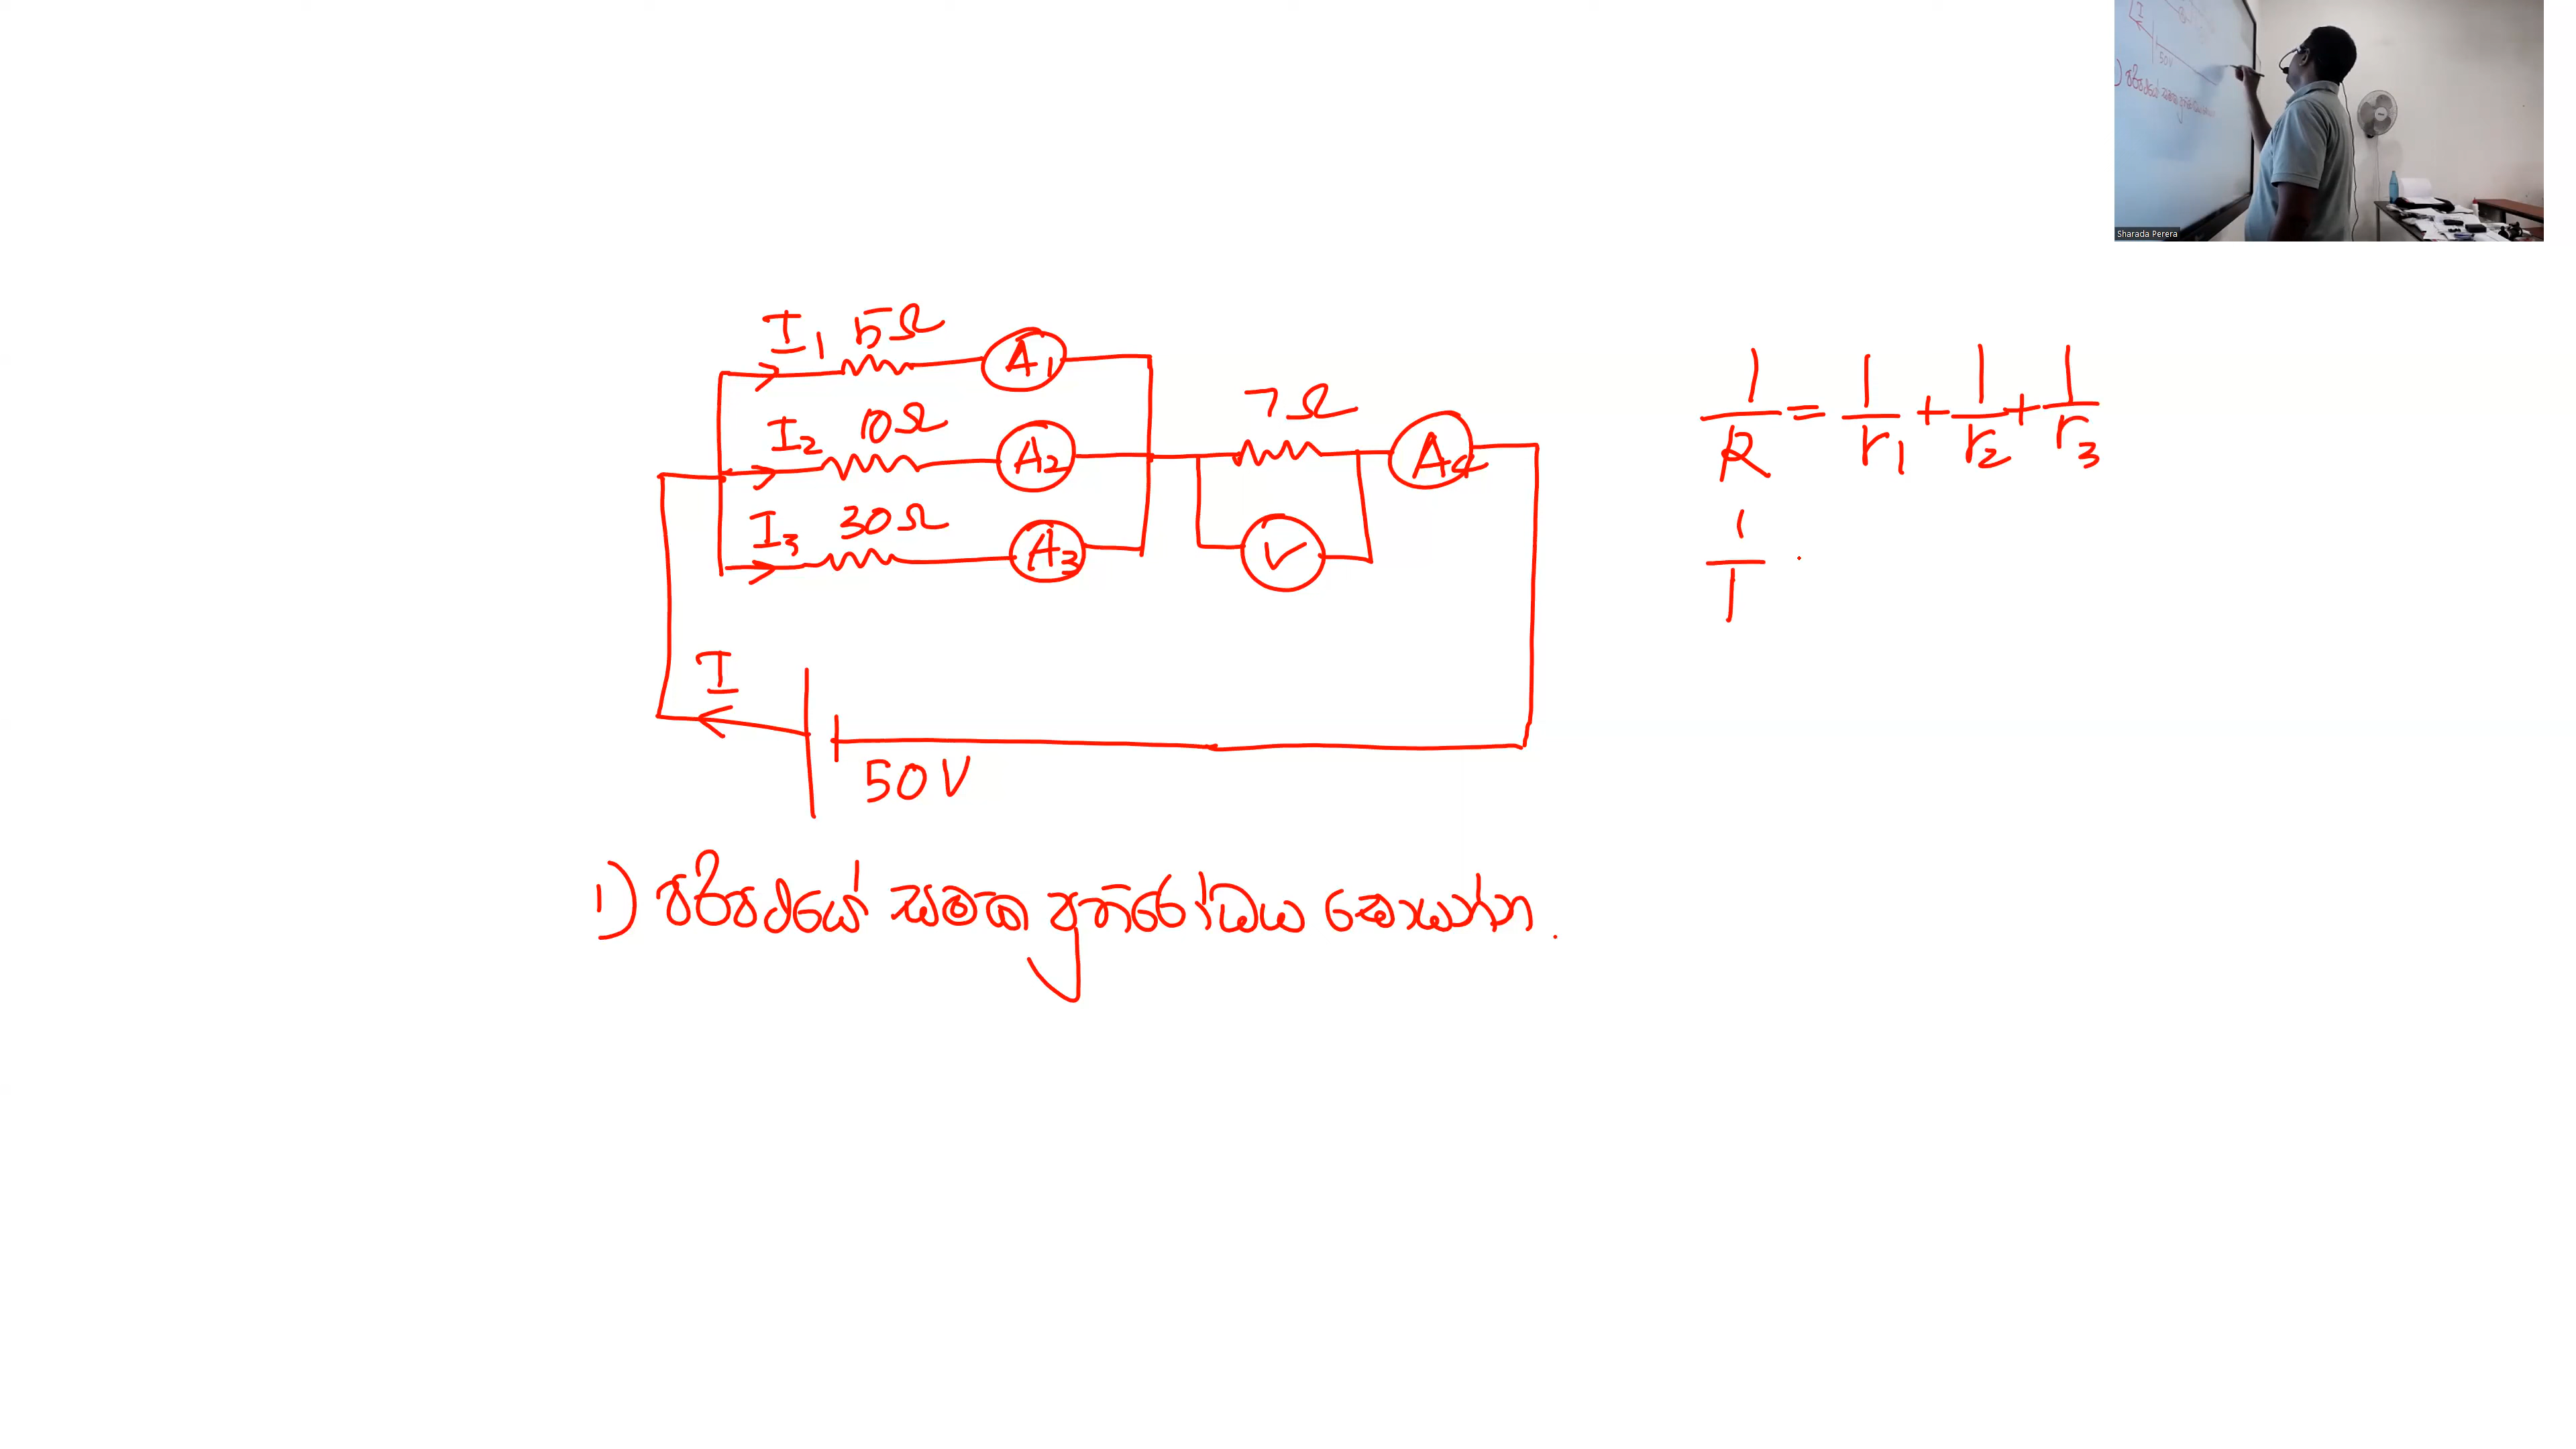 Sharada Perera
I₁ 5Ω
A₁
I₂ 10Ω
A₂
I₃ 30Ω
A₃
7Ω
A₄
V
I
50V
1/R = 1/r₁ + 1/r₂ + 1/r₃
1) පරිපථයේ සමක ප්‍රතිරෝධය සොයන්න.